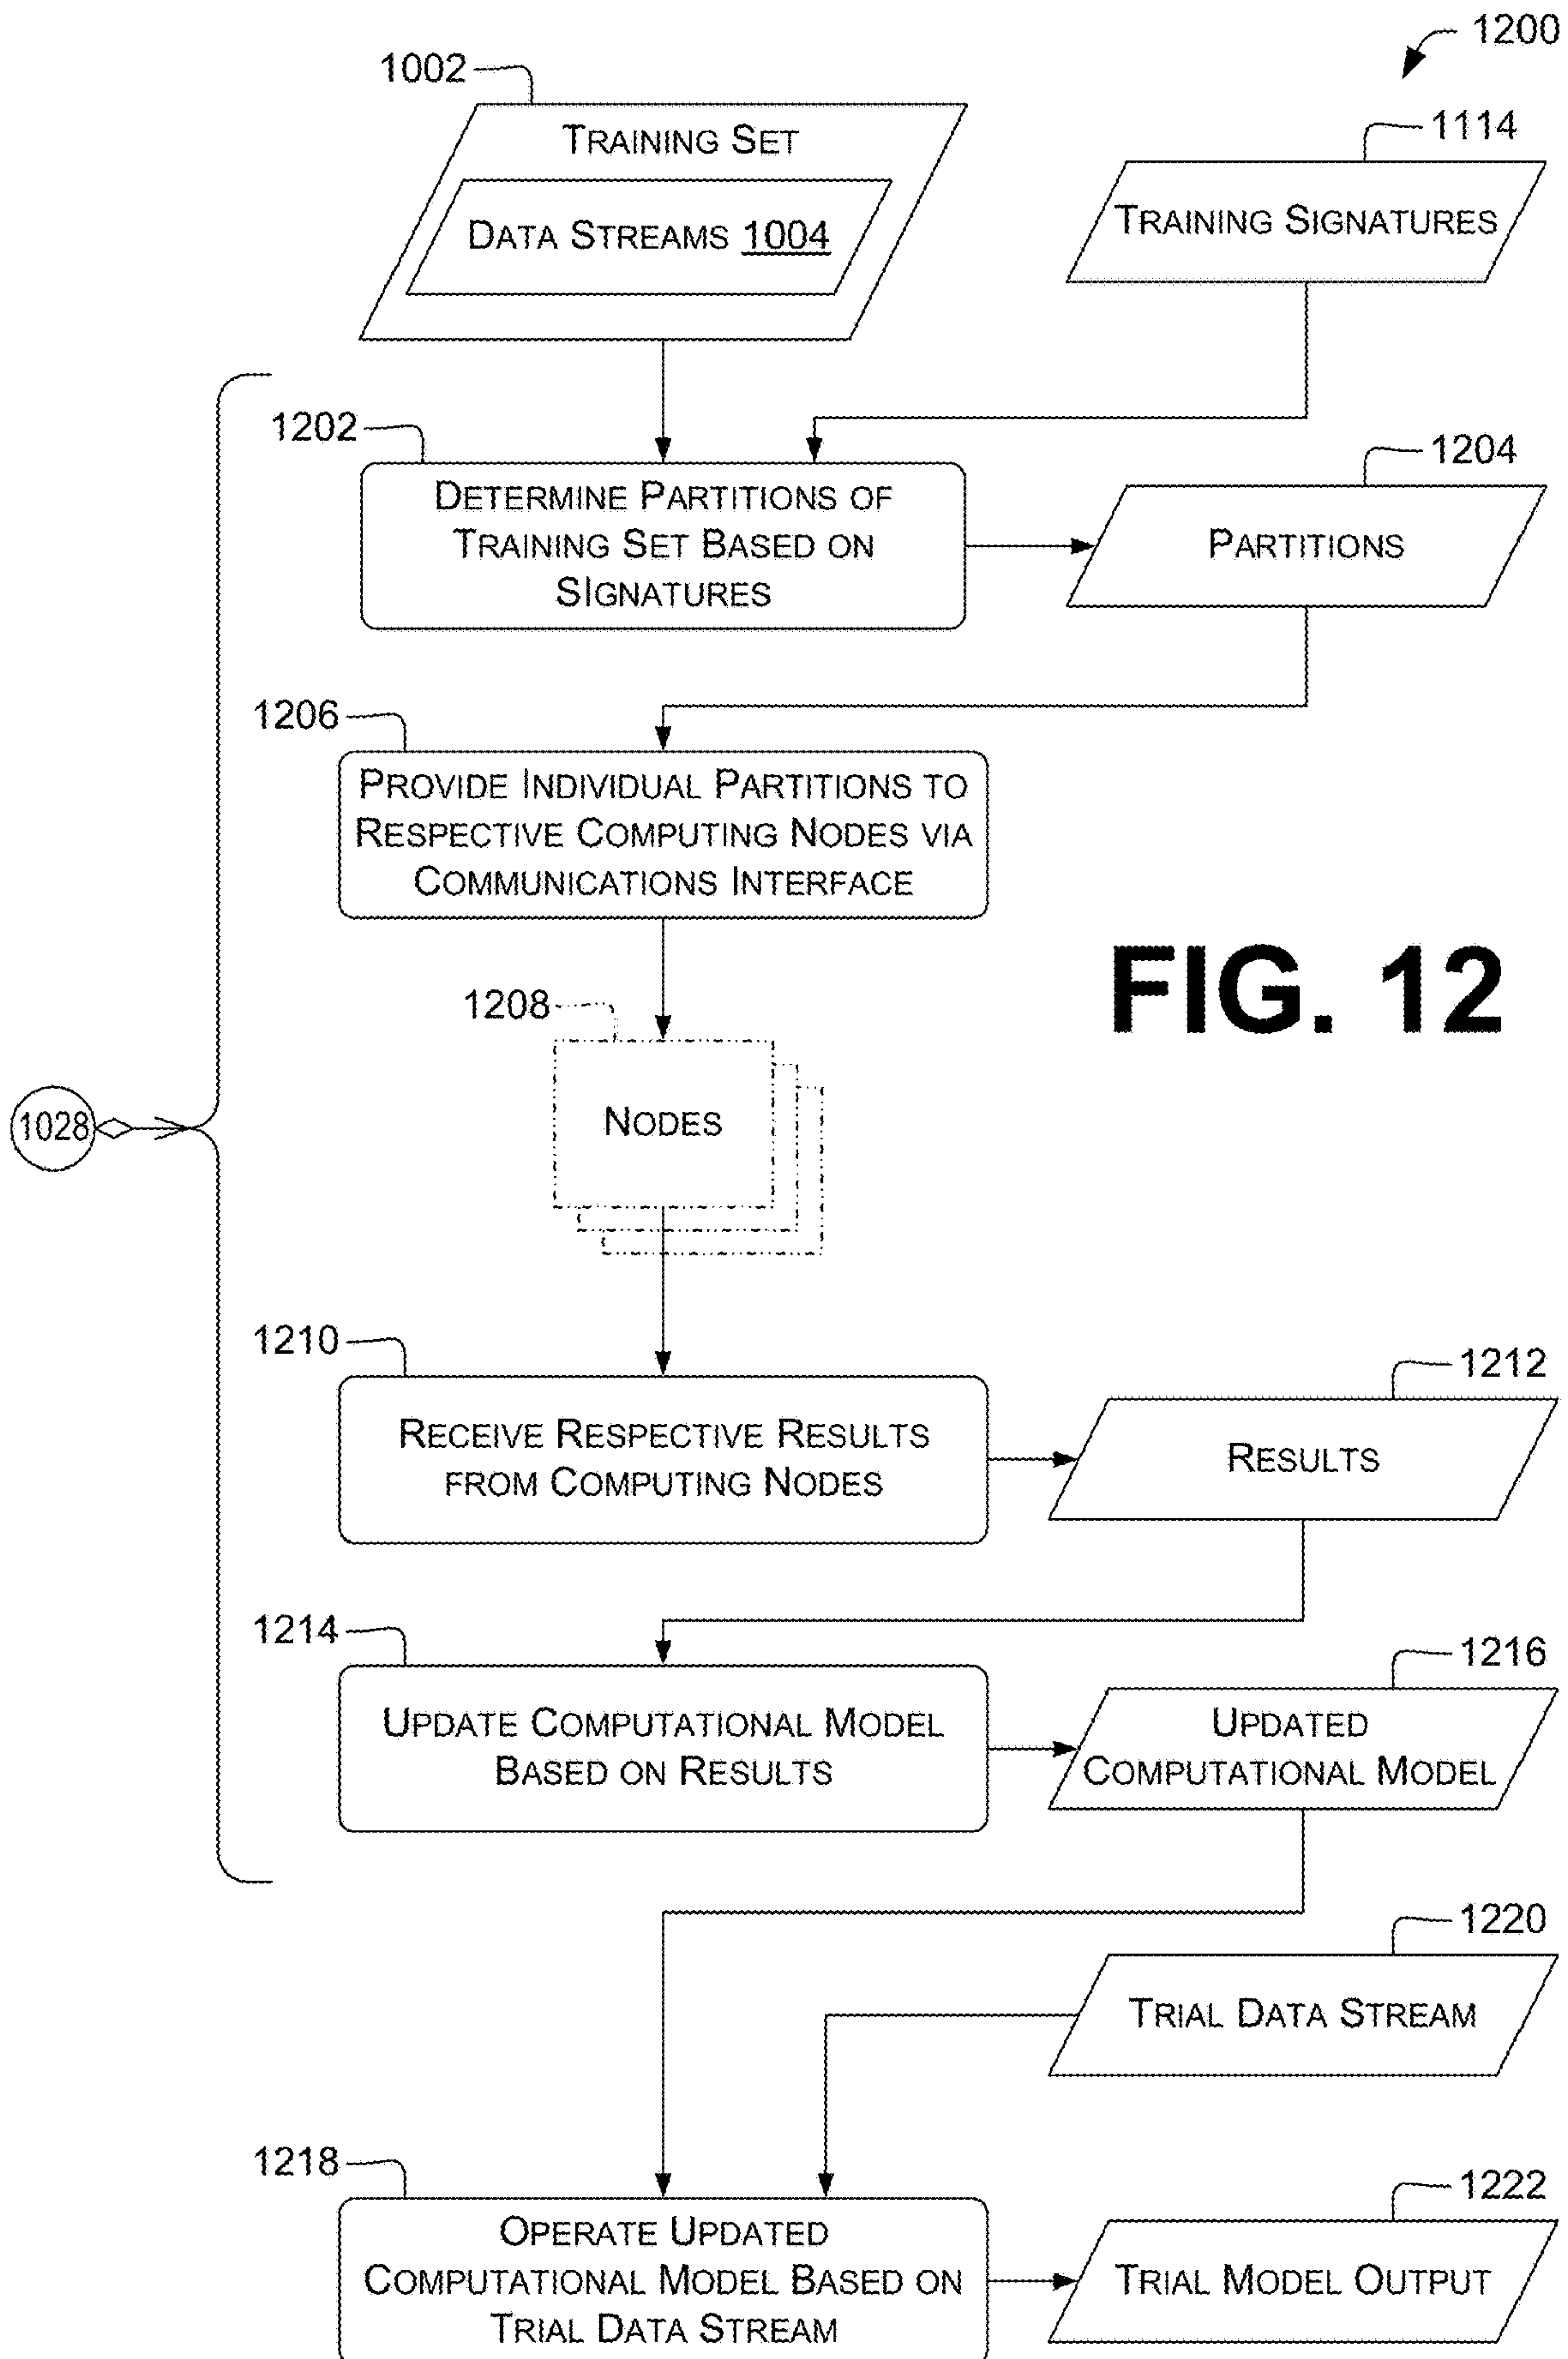 1200
1002
TRAINING SET
DATA STREAMS 1004
1114
TRAINING SIGNATURES
1202
DETERMINE PARTITIONS OF
TRAINING SET BASED ON
SIGNATURES
1204
PARTITIONS
1206
PROVIDE INDIVIDUAL PARTITIONS TO
RESPECTIVE COMPUTING NODES VIA
COMMUNICATIONS INTERFACE
FIG. 12
1208
NODES
1028
1210
RECEIVE RESPECTIVE RESULTS
FROM COMPUTING NODES
1212
RESULTS
1214
UPDATE COMPUTATIONAL MODEL
BASED ON RESULTS
1216
UPDATED
COMPUTATIONAL MODEL
1220
TRIAL DATA STREAM
1218
OPERATE UPDATED
COMPUTATIONAL MODEL BASED ON
TRIAL DATA STREAM
1222
TRIAL MODEL OUTPUT